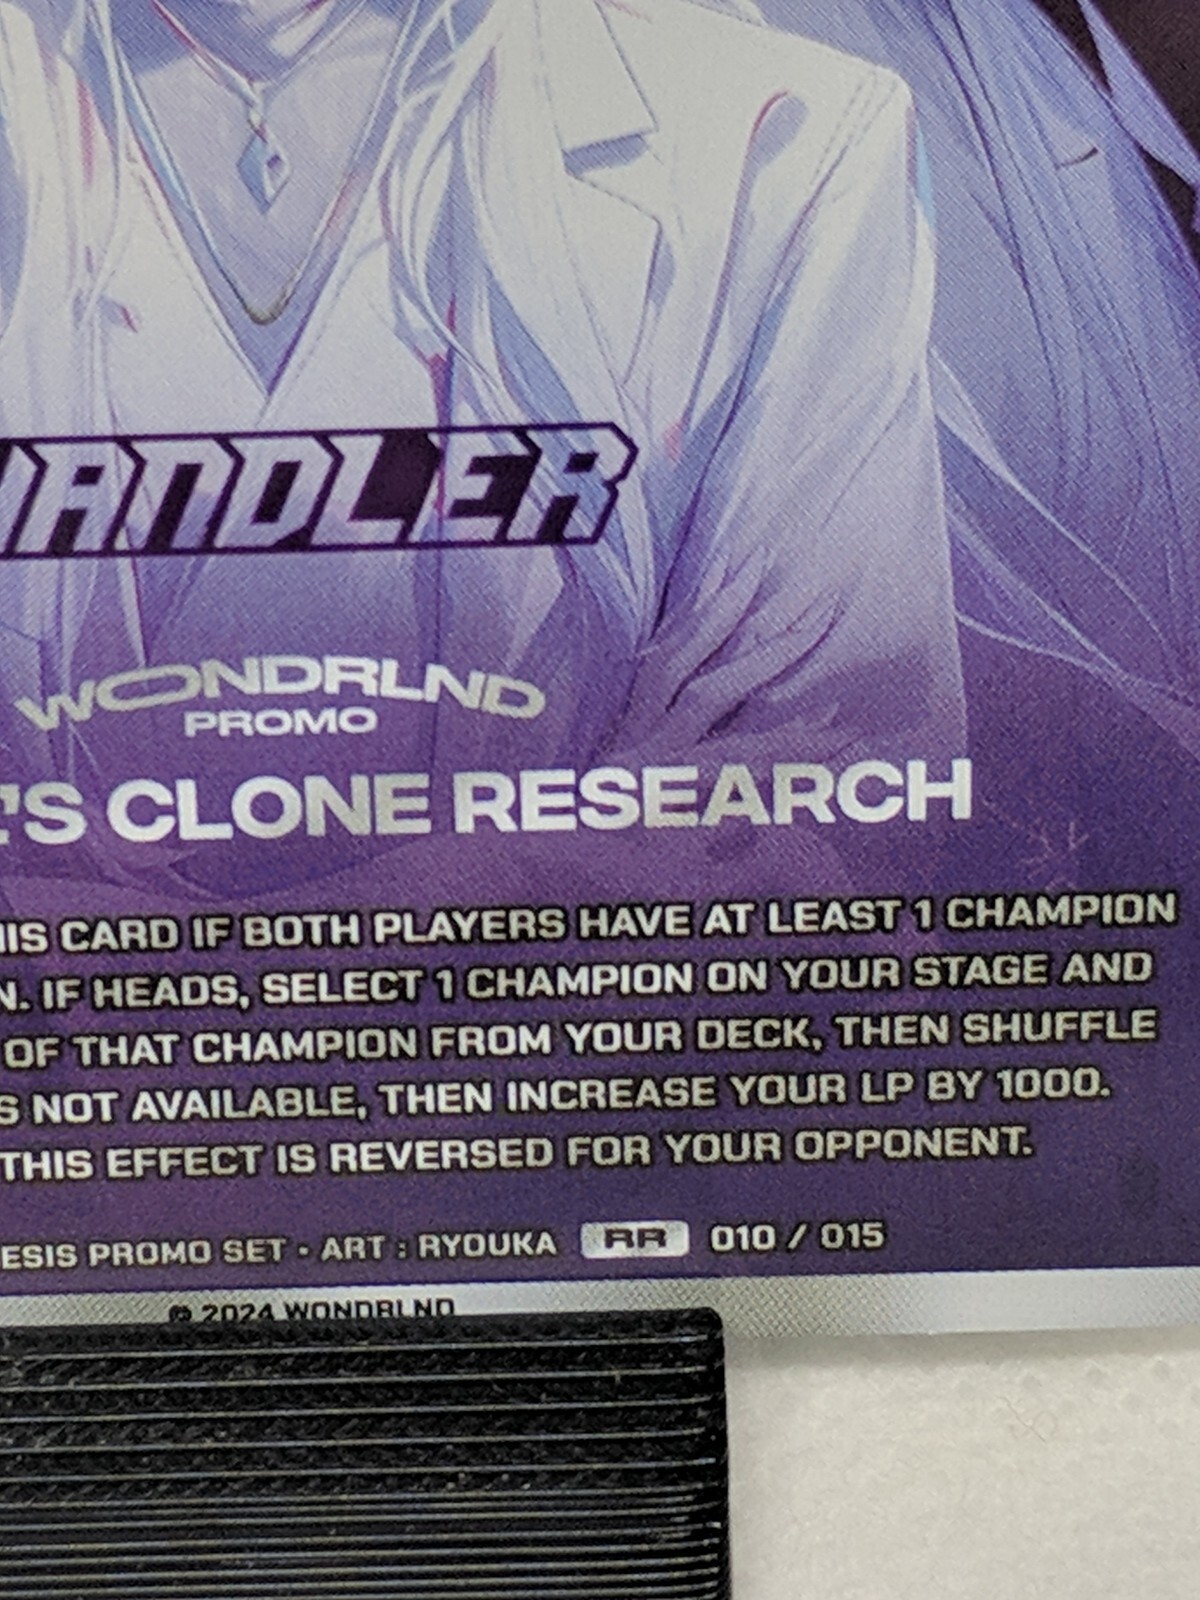 HANDLER
WONDRLND
PROMO
'S CLONE RESEARCH
IS CARD IF BOTH PLAYERS HAVE AT LEAST 1 CHAMPION
N. IF HEADS, SELECT 1 CHAMPION ON YOUR STAGE AND
OF THAT CHAMPION FROM YOUR DECK, THEN SHUFFLE
S NOT AVAILABLE, THEN INCREASE YOUR LP BY 1000.
THIS EFFECT IS REVERSED FOR YOUR OPPONENT.
ESIS PROMO SET • ART : RYOUKA RR 010 / 015
© 2024 WONDRLND